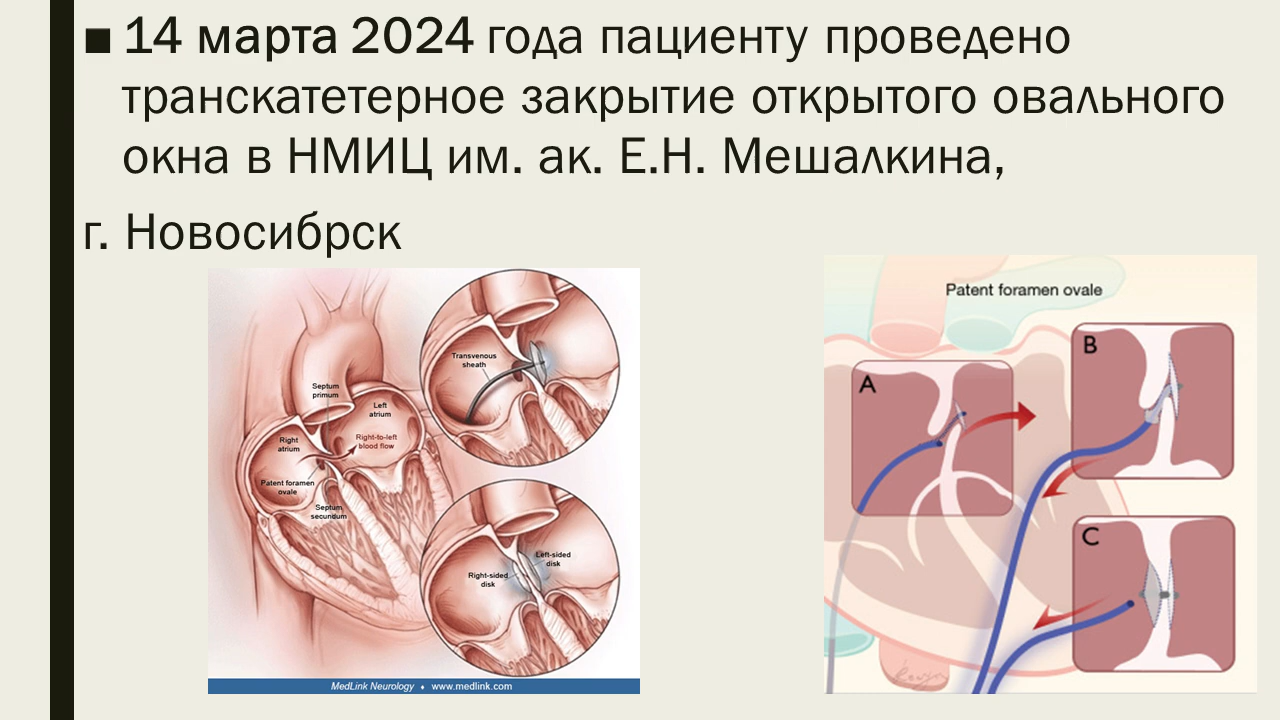 ■ 14 марта 2024 года пациенту проведено
транскатетерное закрытие открытого овального
окна в НМИЦ им. ак. Е.Н. Мешалкина,
г. Новосибрск
Transvenous
sheath
Septum
primum
Left
atrium
Right
atrium
Right-to-left
blood flow
Patent foramen
ovale
Septum
secundum
Left-sided
disk
Right-sided
disk
MedLink Neurology ♦ www.medlink.com
Patent foramen ovale
A
B
C